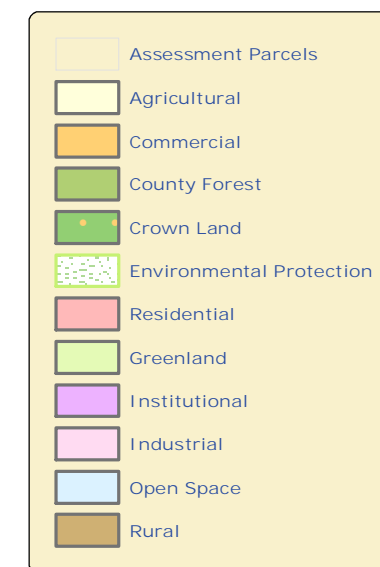 Assessment Parcels
Agricultural
Commercial
County Forest
Crown Land
Environmental Protection
Residential
Greenland
Institutional
Industrial
Open Space
Rural